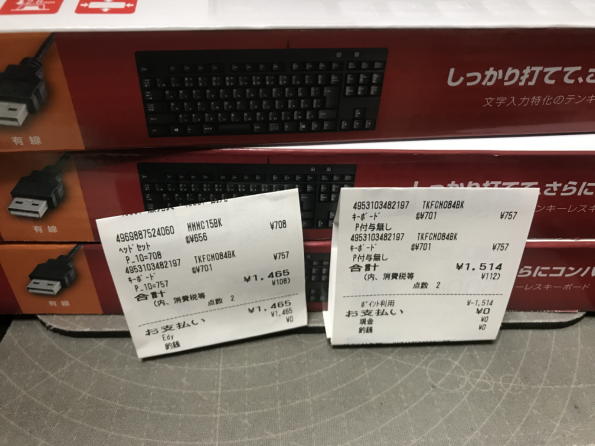 2.8mm
しっかり打てて、さ
文字入力特化のテンキ
有線
しっかり打てて、さらに
ンキーレスキ
有線
らにコンパ
レスキーボード
有線
4969887524060 HHHC15BK
ヘッドセット @¥656 ¥708
P_10=708
4953103482197 TKFCM084BK
キーボード @¥701 ¥757
P_10=757
合計 ¥1,465
(内、消費税等 ¥108)
点数 2
お支払い ¥1,465
Edy ¥1,465
釣銭 ¥0
4953103482197 TKFCM084BK
キーボード @¥701 ¥757
P付与無し
4953103482197 TKFCM084BK
キーボード @¥701 ¥757
P付与無し
合計 ¥1,514
(内、消費税等 ¥112)
点数 2
ポイント利用 ¥-1,514
お支払い ¥0
現金 ¥0
釣銭 ¥0